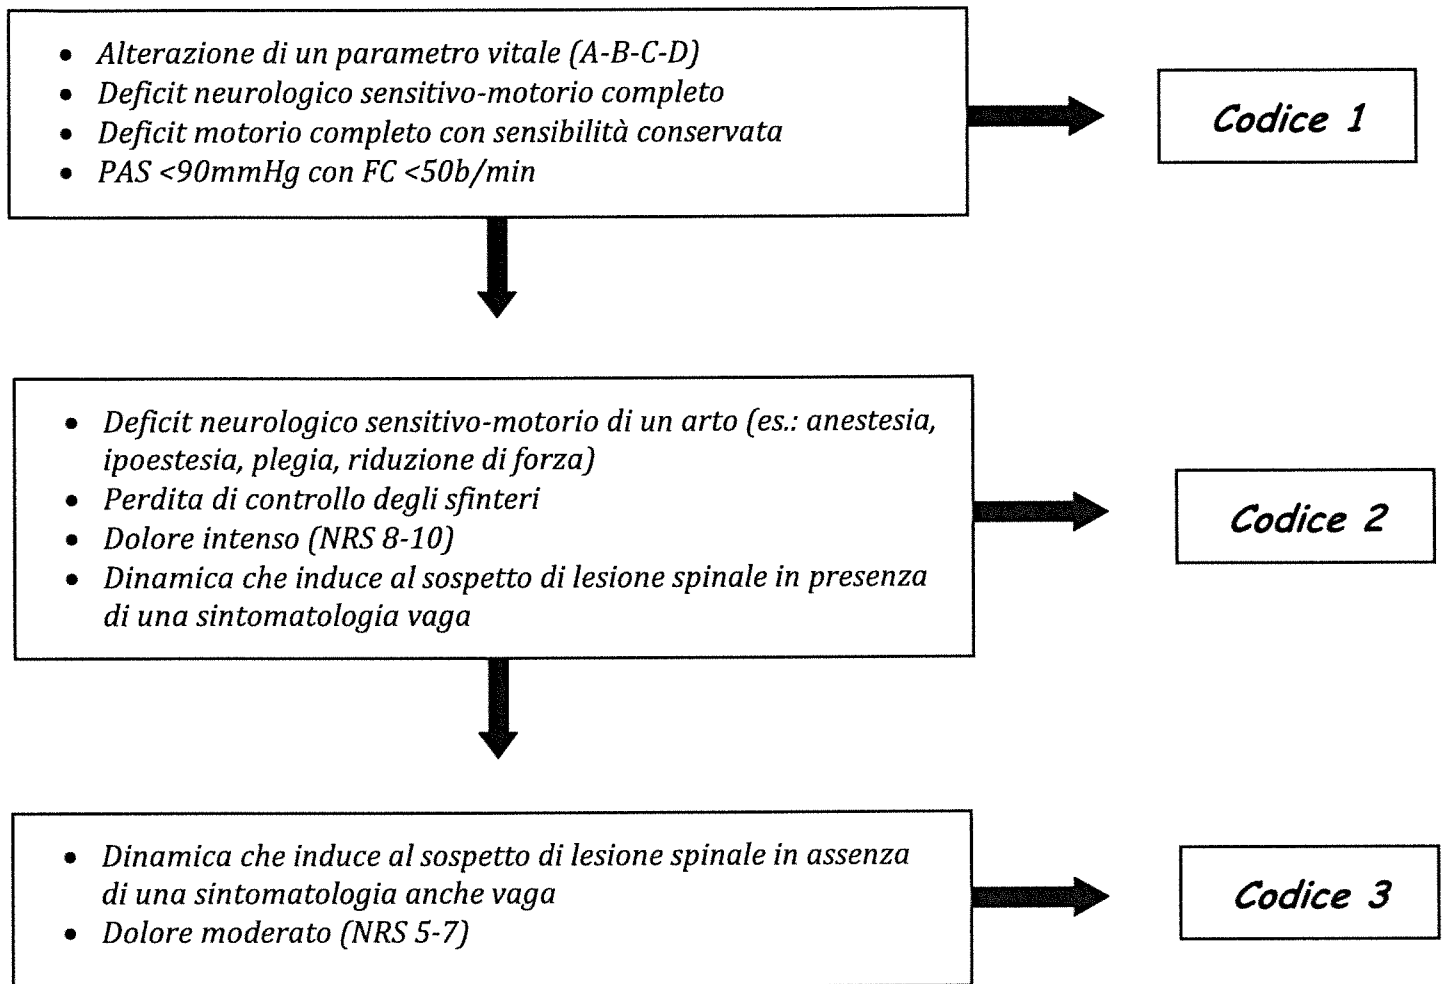 • Alterazione di un parametro vitale (A-B-C-D)
• Deficit neurologico sensitivo-motorio completo
• Deficit motorio completo con sensibilità conservata
• PAS <90mmHg con FC <50b/min
Codice 1
• Deficit neurologico sensitivo-motorio di un arto (es.: anestesia,
ipoestesia, plegia, riduzione di forza)
• Perdita di controllo degli sfinteri
• Dolore intenso (NRS 8-10)
• Dinamica che induce al sospetto di lesione spinale in presenza
di una sintomatologia vaga
Codice 2
• Dinamica che induce al sospetto di lesione spinale in assenza
di una sintomatologia anche vaga
• Dolore moderato (NRS 5-7)
Codice 3